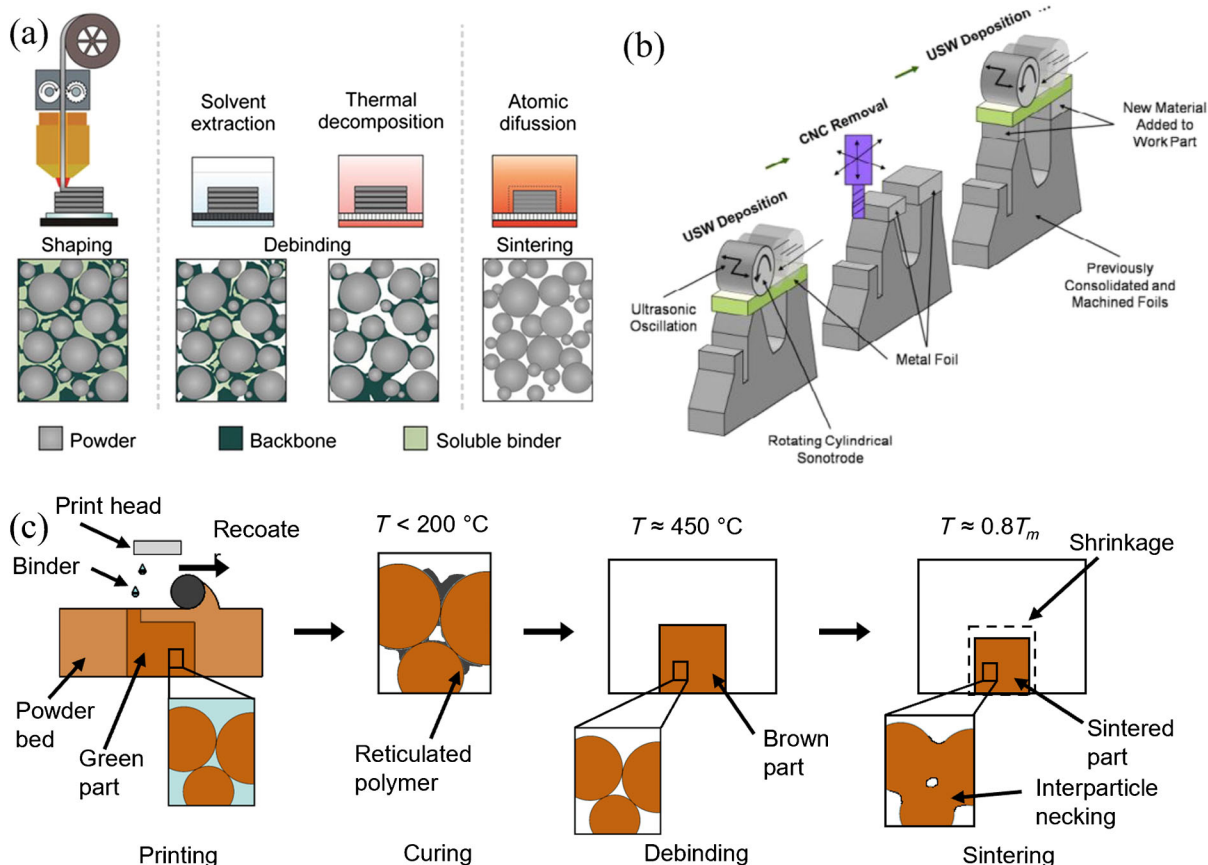 (a)
Solvent
extraction
Thermal
decomposition
Atomic
difussion
Shaping
Debinding
Sintering
Powder
Backbone
Soluble binder
(b)
USW Deposition ...
CNC Removal
USW Deposition
New Material
Added to
Work Part
Ultrasonic
Oscillation
Previously
Consolidated and
Machined Foils
Metal Foil
Rotating Cylindrical
Sonotrode
(c)
Print head
Recoate
r
Binder
Powder
bed
Green
part
Printing
T < 200 °C
Reticulated
polymer
Curing
T ≈ 450 °C
Brown
part
Debinding
T ≈ 0.8Tm
Shrinkage
Sintered
part
Interparticle
necking
Sintering